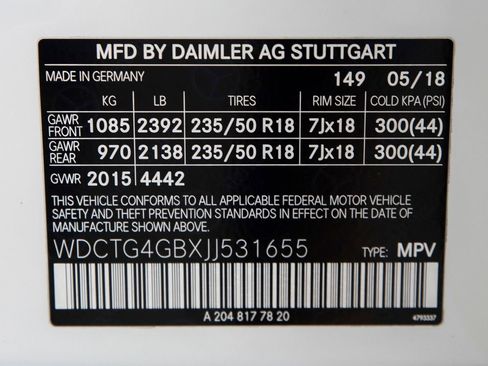 MFD BY DAIMLER AG STUTTGART
MADE IN GERMANY 149 05/18
KG LB TIRES RIM SIZE COLD KPA (PSI)
GAWR FRONT 1085 2392 235/50 R18 7Jx18 300(44)
GAWR REAR 970 2138 235/50 R18 7Jx18 300(44)
GVWR 2015 4442
THIS VEHICLE CONFORMS TO ALL APPLICABLE FEDERAL MOTOR VEHICLE
SAFETY AND THEFT PREVENTION STANDARDS IN EFFECT ON THE DATE OF
MANUFACTURE SHOWN ABOVE.
WDCTG4GBXJJ531655 TYPE: MPV
A 204 817 78 20
4793337